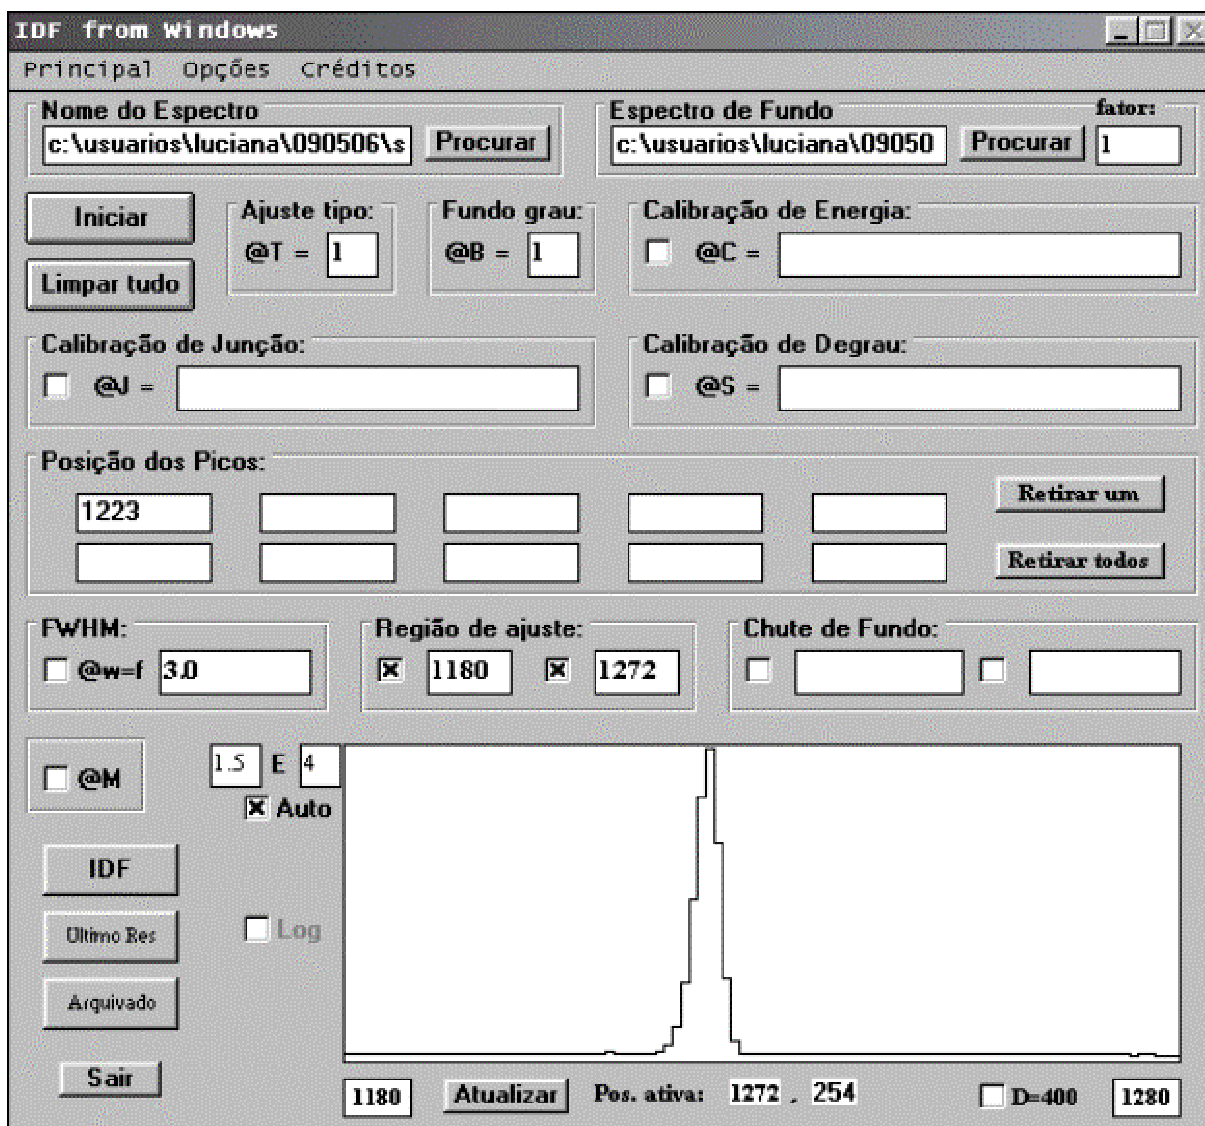 IDF from Windows
Principal Opções Créditos
Nome do Espectro
c:\usuarios\luciana\090506\s Procurar
Espectro de Fundo fator:
c:\usuarios\luciana\09050 Procurar 1
Iniciar
Limpar tudo
Ajuste tipo:
@T = 1
Fundo grau:
@B = 1
Calibração de Energia:
@C =
Calibração de Junção:
@J =
Calibração de Degrau:
@S =
Posição dos Picos:
1223
Retirar um
Retirar todos
FWHM:
@w=f 3.0
Região de ajuste:
1180 1272
Chute de Fundo:
@M
1.5 E 4
Auto
IDF
Ultimo Res
Log
Arquivado
Sair
1180 Atualizar Pos. ativa: 1272 . 254 D=400 1280